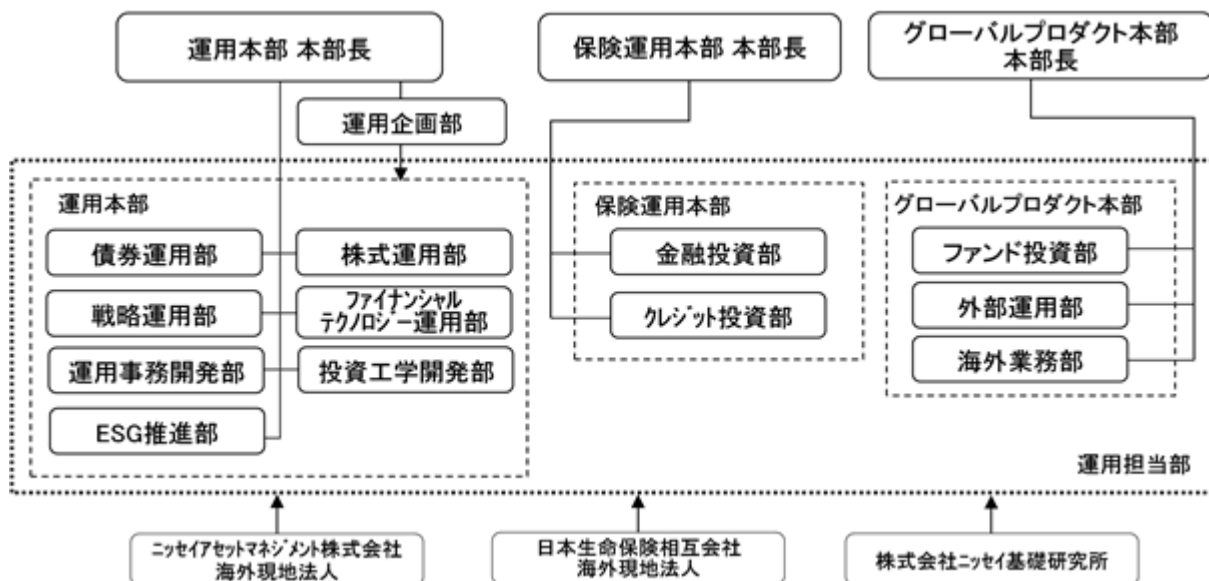 運用本部 本部長
保険運用本部 本部長
グローバルプロダクト本部
本部長
運用企画部
運用本部
債券運用部
株式運用部
戦略運用部
ファイナンシャル
テクノロジー運用部
運用事務開発部
投資工学開発部
ESG推進部
保険運用本部
金融投資部
クレジット投資部
グローバルプロダクト本部
ファンド投資部
外部運用部
海外業務部
運用担当部
ニッセイアセットマネジメント株式会社
海外現地法人
日本生命保険相互会社
海外現地法人
株式会社ニッセイ基礎研究所